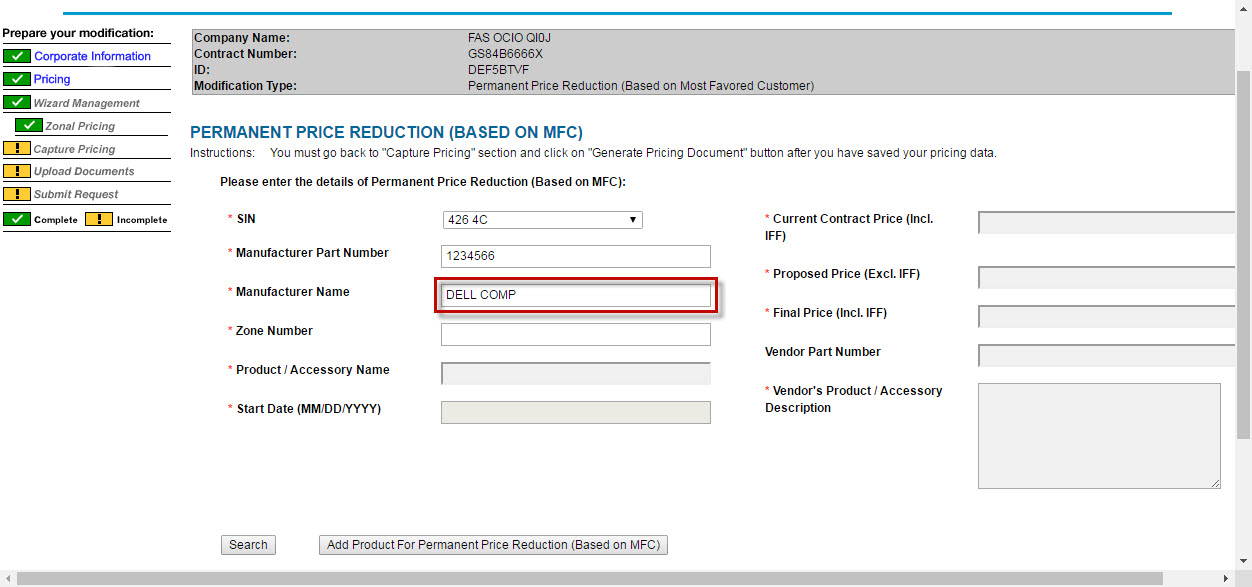 Prepare your modification:
Corporate Information
Pricing
Wizard Management
Zonal Pricing
Capture Pricing
Upload Documents
Submit Request
Complete ! Incomplete
Company Name: FAS OCIO QI0J
Contract Number: GS84B6666X
ID: DEF5BTVF
Modification Type: Permanent Price Reduction (Based on Most Favored Customer)
PERMANENT PRICE REDUCTION (BASED ON MFC)
Instructions: You must go back to "Capture Pricing" section and click on "Generate Pricing Document" button after you have saved your pricing data.
Please enter the details of Permanent Price Reduction (Based on MFC):
* SIN 426 4C
* Manufacturer Part Number 1234566
* Manufacturer Name DELL COMP
* Zone Number
* Product / Accessory Name
* Start Date (MM/DD/YYYY)
* Current Contract Price (Incl.
IFF)
* Proposed Price (Excl. IFF)
* Final Price (Incl. IFF)
Vendor Part Number
* Vendor's Product / Accessory
Description
Search
Add Product For Permanent Price Reduction (Based on MFC)